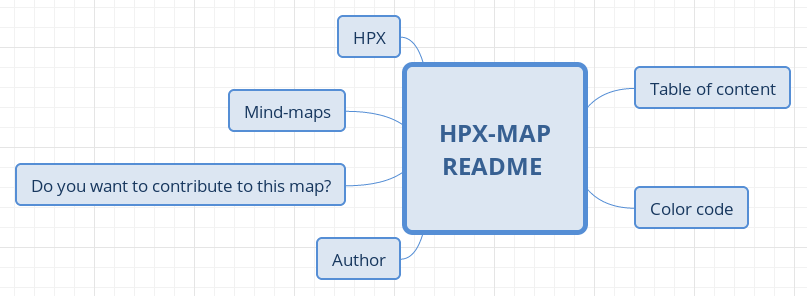 HPX
Mind-maps
Do you want to contribute to this map?
Author
HPX-MAP
README
Table of content
Color code